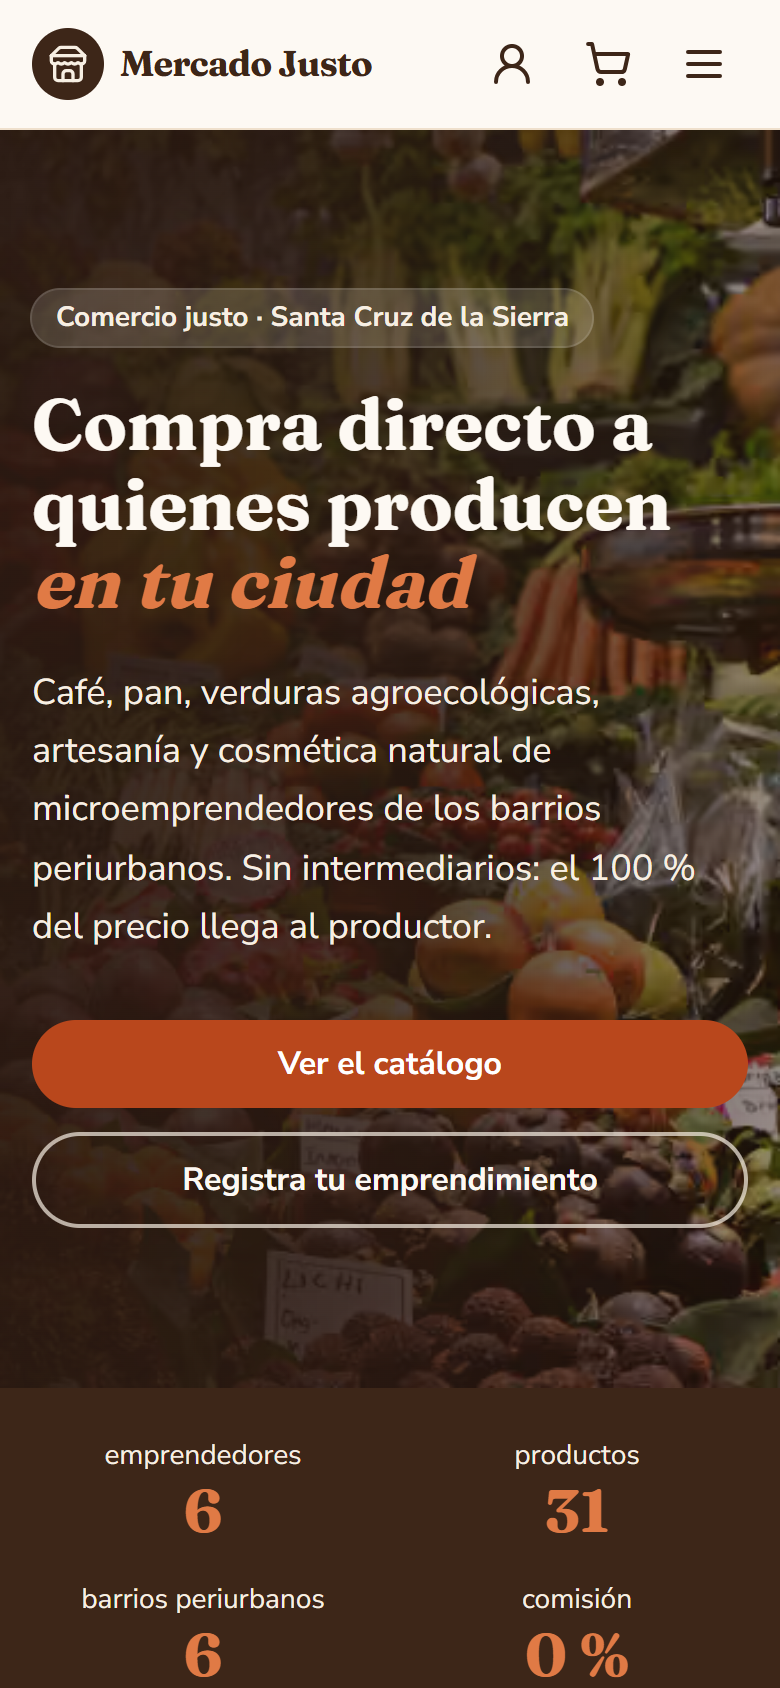 Mercado Justo
Comercio justo · Santa Cruz de la Sierra
Compra directo a
quienes producen
en tu ciudad
Café, pan, verduras agroecológicas,
artesanía y cosmética natural de
microemprendedores de los barrios
periurbanos. Sin intermediarios: el 100 %
del precio llega al productor.
Ver el catálogo
Registra tu emprendimiento
LICHI
emprendedores
productos
6
31
barrios periurbanos
comisión
6
0 %